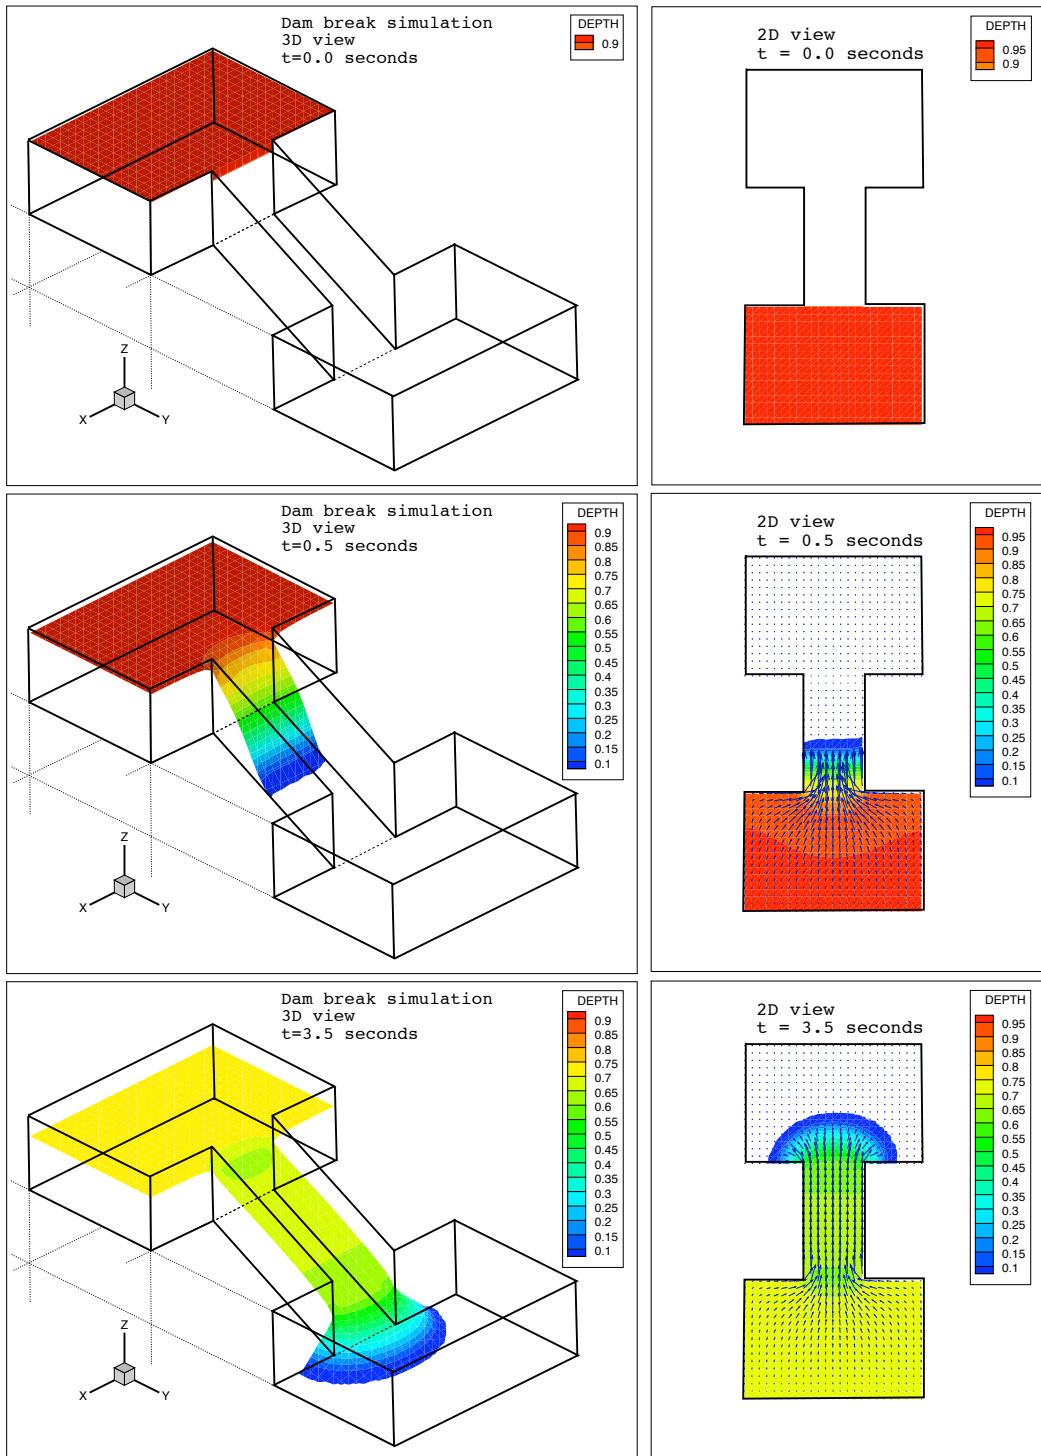 Dam break simulation
3D view
t=0.0 seconds
DEPTH
0.9
Z
X
Y
2D view
t = 0.0 seconds
DEPTH
0.95
0.9
Dam break simulation
3D view
t=0.5 seconds
DEPTH
0.9
0.85
0.8
0.75
0.7
0.65
0.6
0.55
0.5
0.45
0.4
0.35
0.3
0.25
0.2
0.15
0.1
Z
X
Y
2D view
t = 0.5 seconds
DEPTH
0.95
0.9
0.85
0.8
0.75
0.7
0.65
0.6
0.55
0.5
0.45
0.4
0.35
0.3
0.25
0.2
0.15
0.1
Dam break simulation
3D view
t=3.5 seconds
DEPTH
0.9
0.85
0.8
0.75
0.7
0.65
0.6
0.55
0.5
0.45
0.4
0.35
0.3
0.25
0.2
0.15
0.1
Z
X
Y
2D view
t = 3.5 seconds
DEPTH
0.95
0.9
0.85
0.8
0.75
0.7
0.65
0.6
0.55
0.5
0.45
0.4
0.35
0.3
0.25
0.2
0.15
0.1